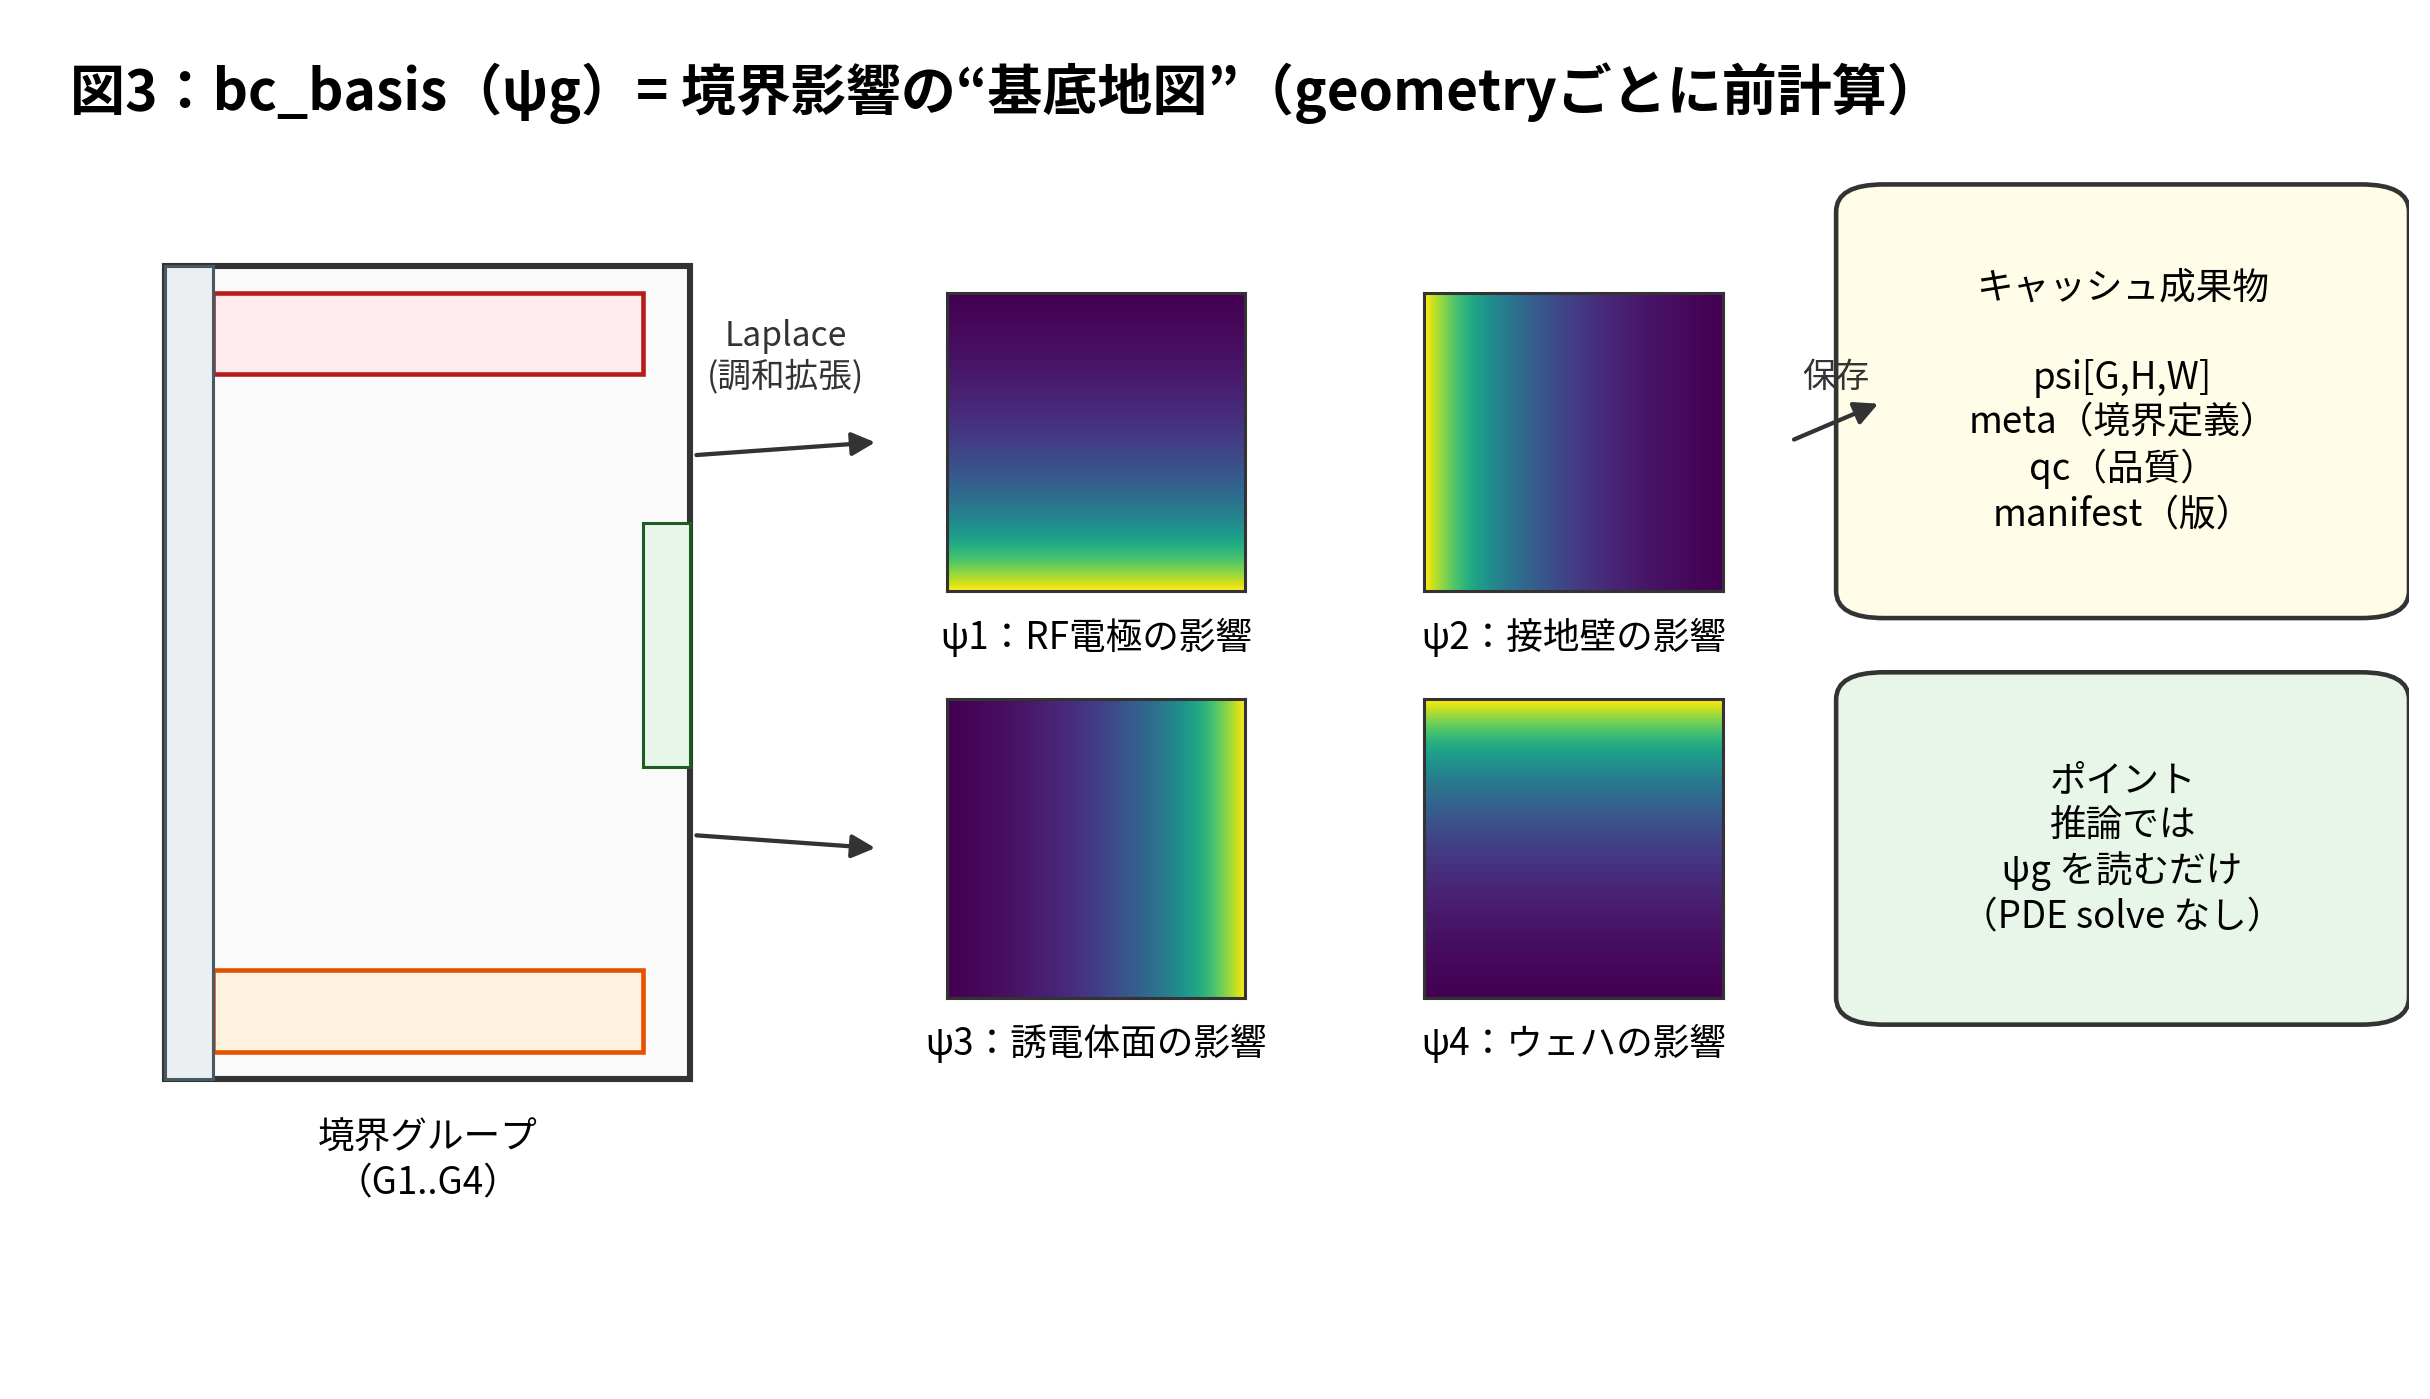 図3：bc_basis（ψg）= 境界影響の“基底地図”（geometryごとに前計算）
Laplace
(調和拡張)
境界グループ
（G1..G4）
ψ1：RF電極の影響
ψ2：接地壁の影響
ψ3：誘電体面の影響
ψ4：ウェハの影響
保存
キャッシュ成果物
psi[G,H,W]
meta（境界定義）
qc（品質）
manifest（版）
ポイント
推論では
ψg を読むだけ
（PDE solve なし）